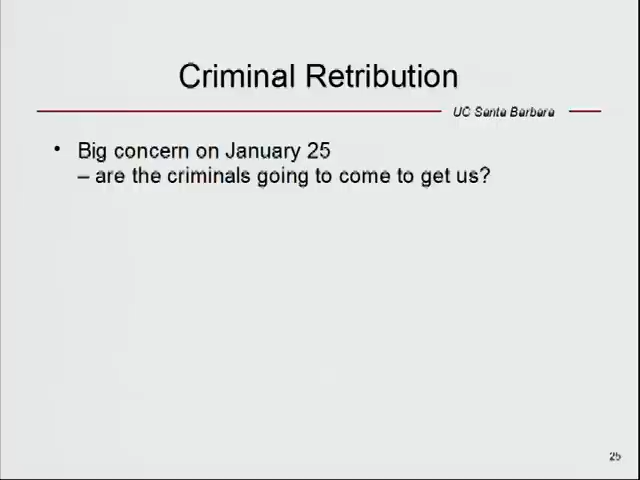 Criminal Retribution
UC Santa Barbara
• Big concern on January 25
– are the criminals going to come to get us?
25